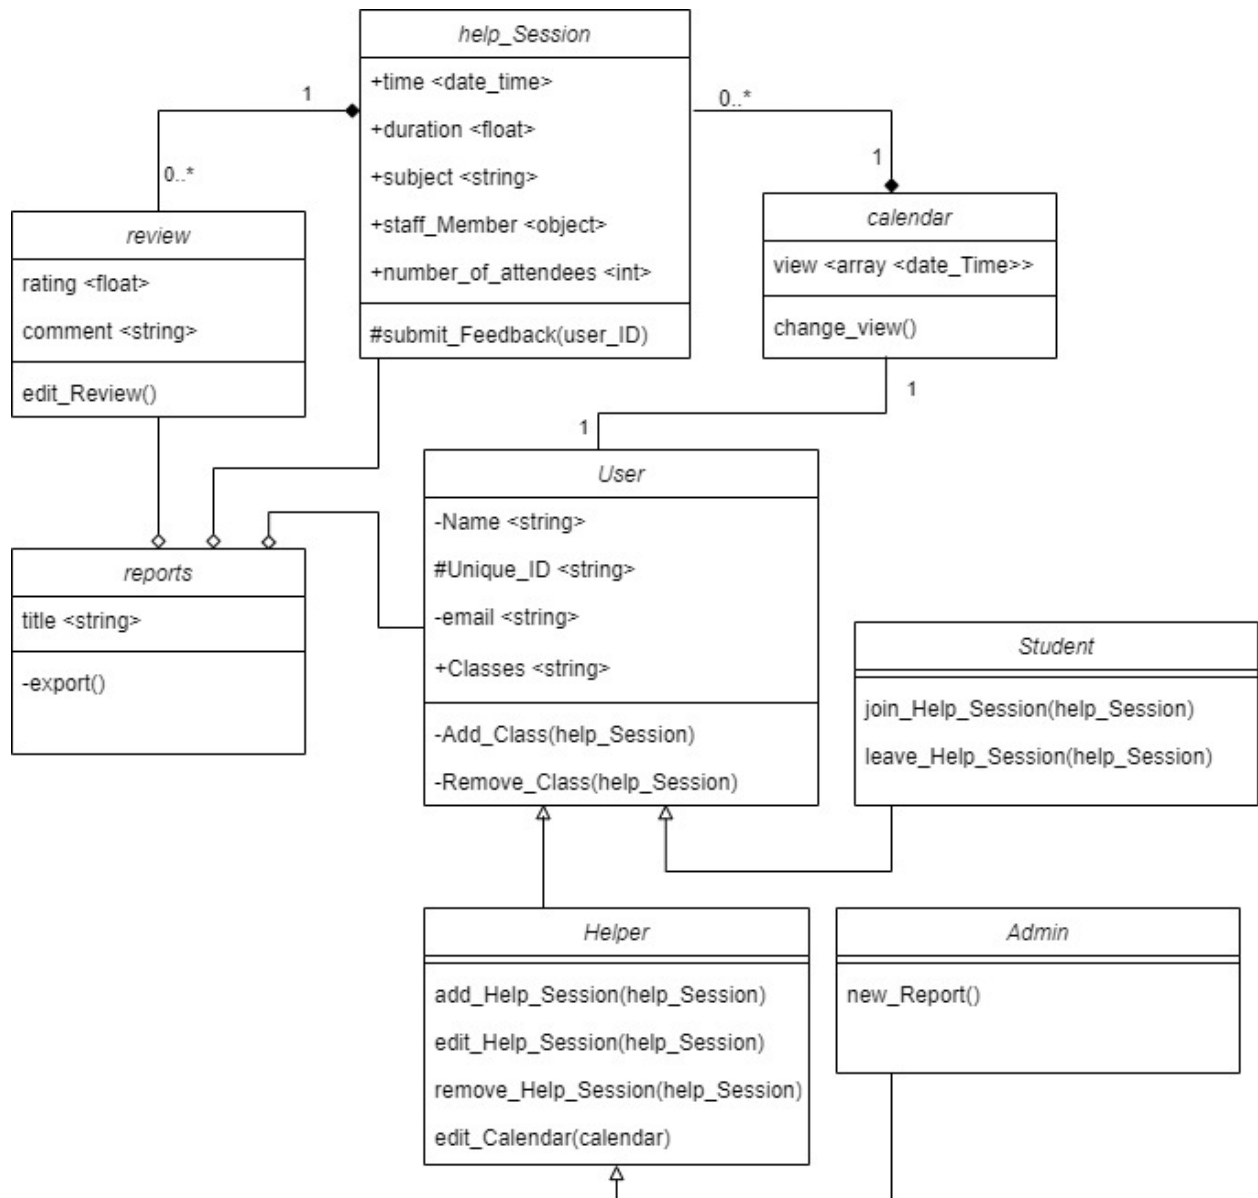 help_Session
+time <date_time>
+duration <float>
+subject <string>
+staff_Member <object>
+number_of_attendees <int>
#submit_Feedback(user_ID)
1
0..*
0..*
1
review
rating <float>
comment <string>
edit_Review()
calendar
view <array <date_Time>>
change_view()
1
1
User
-Name <string>
#Unique_ID <string>
-email <string>
+Classes <string>
-Add_Class(help_Session)
-Remove_Class(help_Session)
reports
title <string>
-export()
Student
join_Help_Session(help_Session)
leave_Help_Session(help_Session)
Helper
add_Help_Session(help_Session)
edit_Help_Session(help_Session)
remove_Help_Session(help_Session)
edit_Calendar(calendar)
Admin
new_Report()